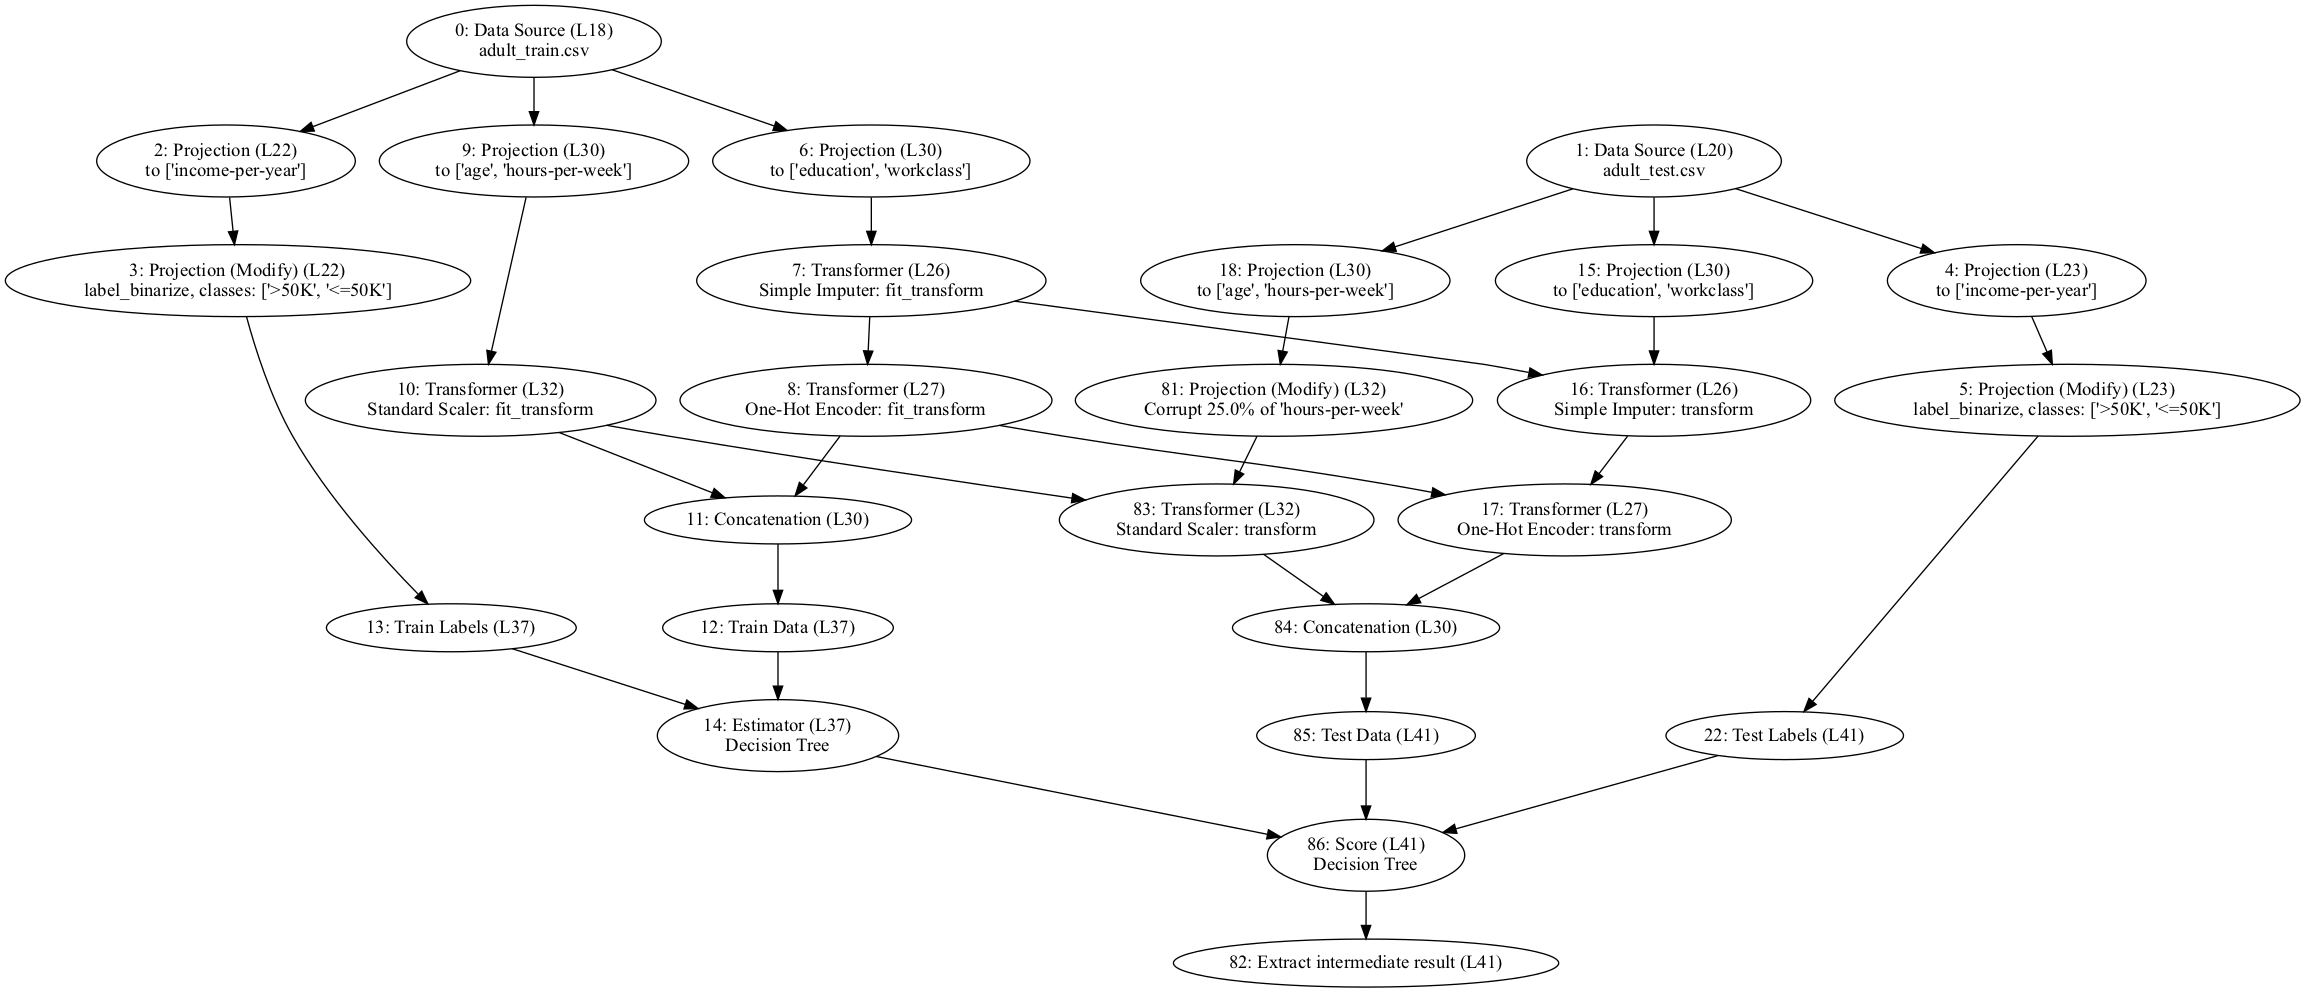 0: Data Source (L18)
adult_train.csv
2: Projection (L22)
to ['income-per-year']
9: Projection (L30)
to ['age', 'hours-per-week']
6: Projection (L30)
to ['education', 'workclass']
1: Data Source (L20)
adult_test.csv
3: Projection (Modify) (L22)
label_binarize, classes: ['>50K', '<=50K']
7: Transformer (L26)
Simple Imputer: fit_transform
18: Projection (L30)
to ['age', 'hours-per-week']
15: Projection (L30)
to ['education', 'workclass']
4: Projection (L23)
to ['income-per-year']
10: Transformer (L32)
Standard Scaler: fit_transform
8: Transformer (L27)
One-Hot Encoder: fit_transform
81: Projection (Modify) (L32)
Corrupt 25.0% of 'hours-per-week'
16: Transformer (L26)
Simple Imputer: transform
5: Projection (Modify) (L23)
label_binarize, classes: ['>50K', '<=50K']
11: Concatenation (L30)
83: Transformer (L32)
Standard Scaler: transform
17: Transformer (L27)
One-Hot Encoder: transform
13: Train Labels (L37)
12: Train Data (L37)
84: Concatenation (L30)
14: Estimator (L37)
Decision Tree
85: Test Data (L41)
22: Test Labels (L41)
86: Score (L41)
Decision Tree
82: Extract intermediate result (L41)